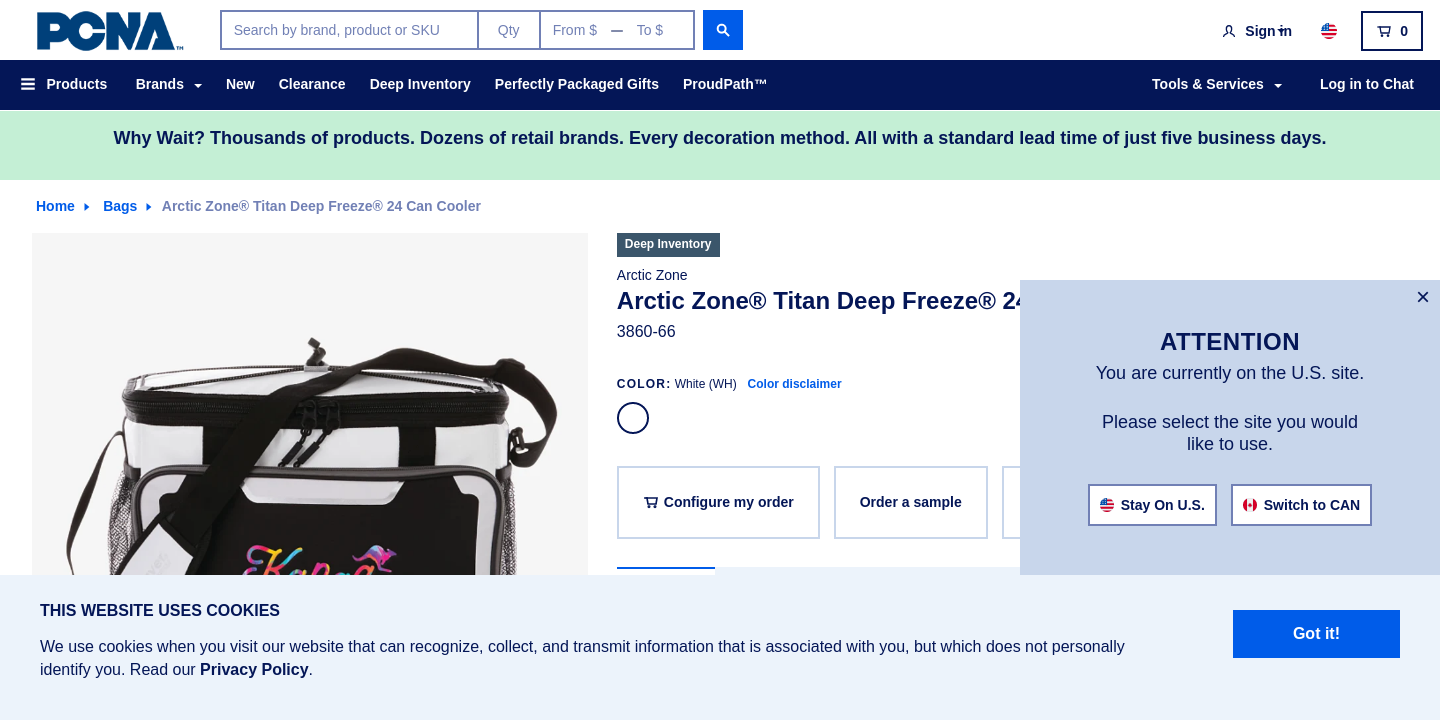 PCNA™
Search by brand, product or SKU
Qty
From $ — To $
Sign in
0
Products
Brands
New
Clearance
Deep Inventory
Perfectly Packaged Gifts
ProudPath™
Tools & Services
Log in to Chat
Why Wait? Thousands of products. Dozens of retail brands. Every decoration method. All with a standard lead time of just five business days.
Home
Bags
Arctic Zone® Titan Deep Freeze® 24 Can Cooler
Deep Inventory
Arctic Zone
Arctic Zone® Titan Deep Freeze® 24
3860-66
COLOR: White (WH) Color disclaimer
Configure my order
Order a sample
×
ATTENTION
You are currently on the U.S. site.
Please select the site you would
like to use.
Stay On U.S.
Switch to CAN
THIS WEBSITE USES COOKIES
We use cookies when you visit our website that can recognize, collect, and transmit information that is associated with you, but which does not personally
identify you. Read our Privacy Policy.
Got it!